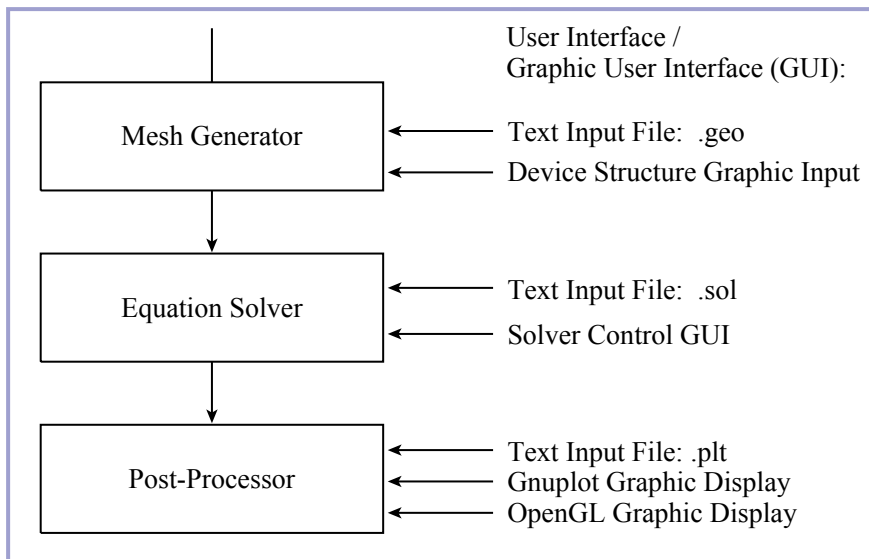 User Interface /
Graphic User Interface (GUI):
Mesh Generator
Text Input File: .geo
Device Structure Graphic Input
Equation Solver
Text Input File: .sol
Solver Control GUI
Post-Processor
Text Input File: .plt
Gnuplot Graphic Display
OpenGL Graphic Display